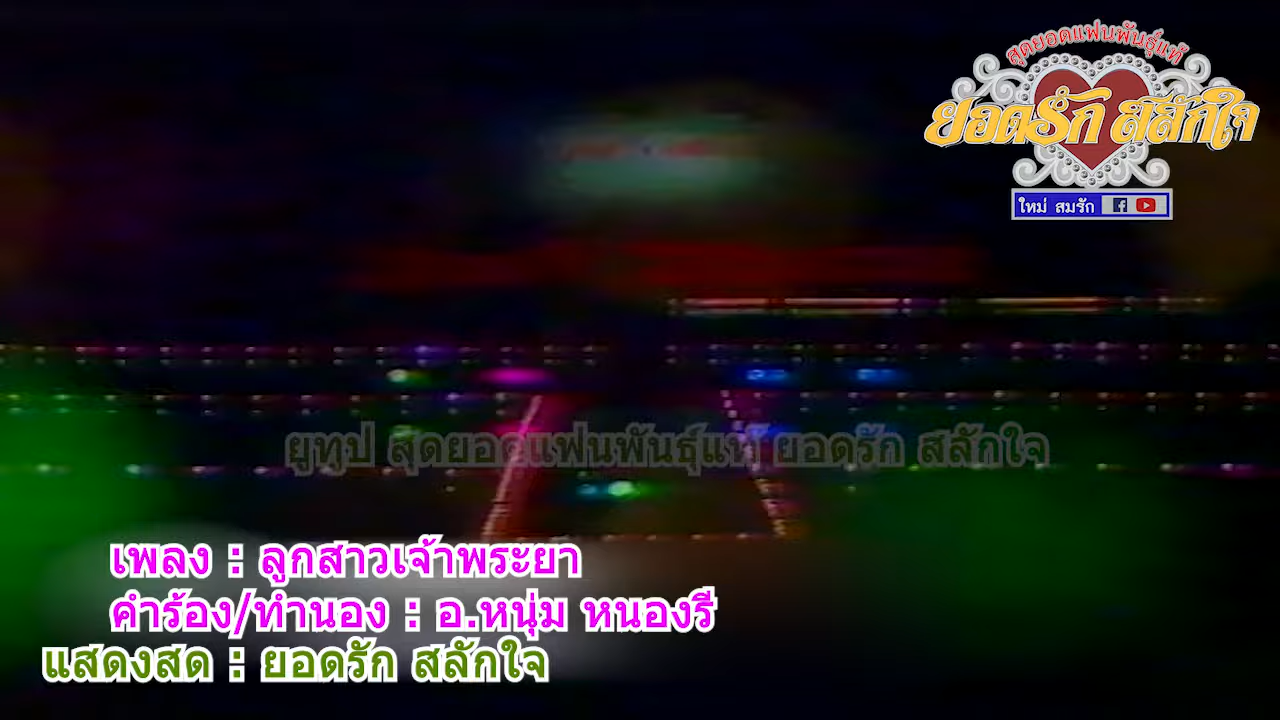 สุดยอดแฟนพันธุ์แท้
ยอดรัก สลักใจ
ใหม่ สมรัก
ยูทูป สุดยอดแฟนพันธุ์แท้ ยอดรัก สลักใจ
เพลง : ลูกสาวเจ้าพระยา
คำร้อง/ทำนอง : อ.หนุ่ม หนองรี
แสดงสด : ยอดรัก สลักใจ